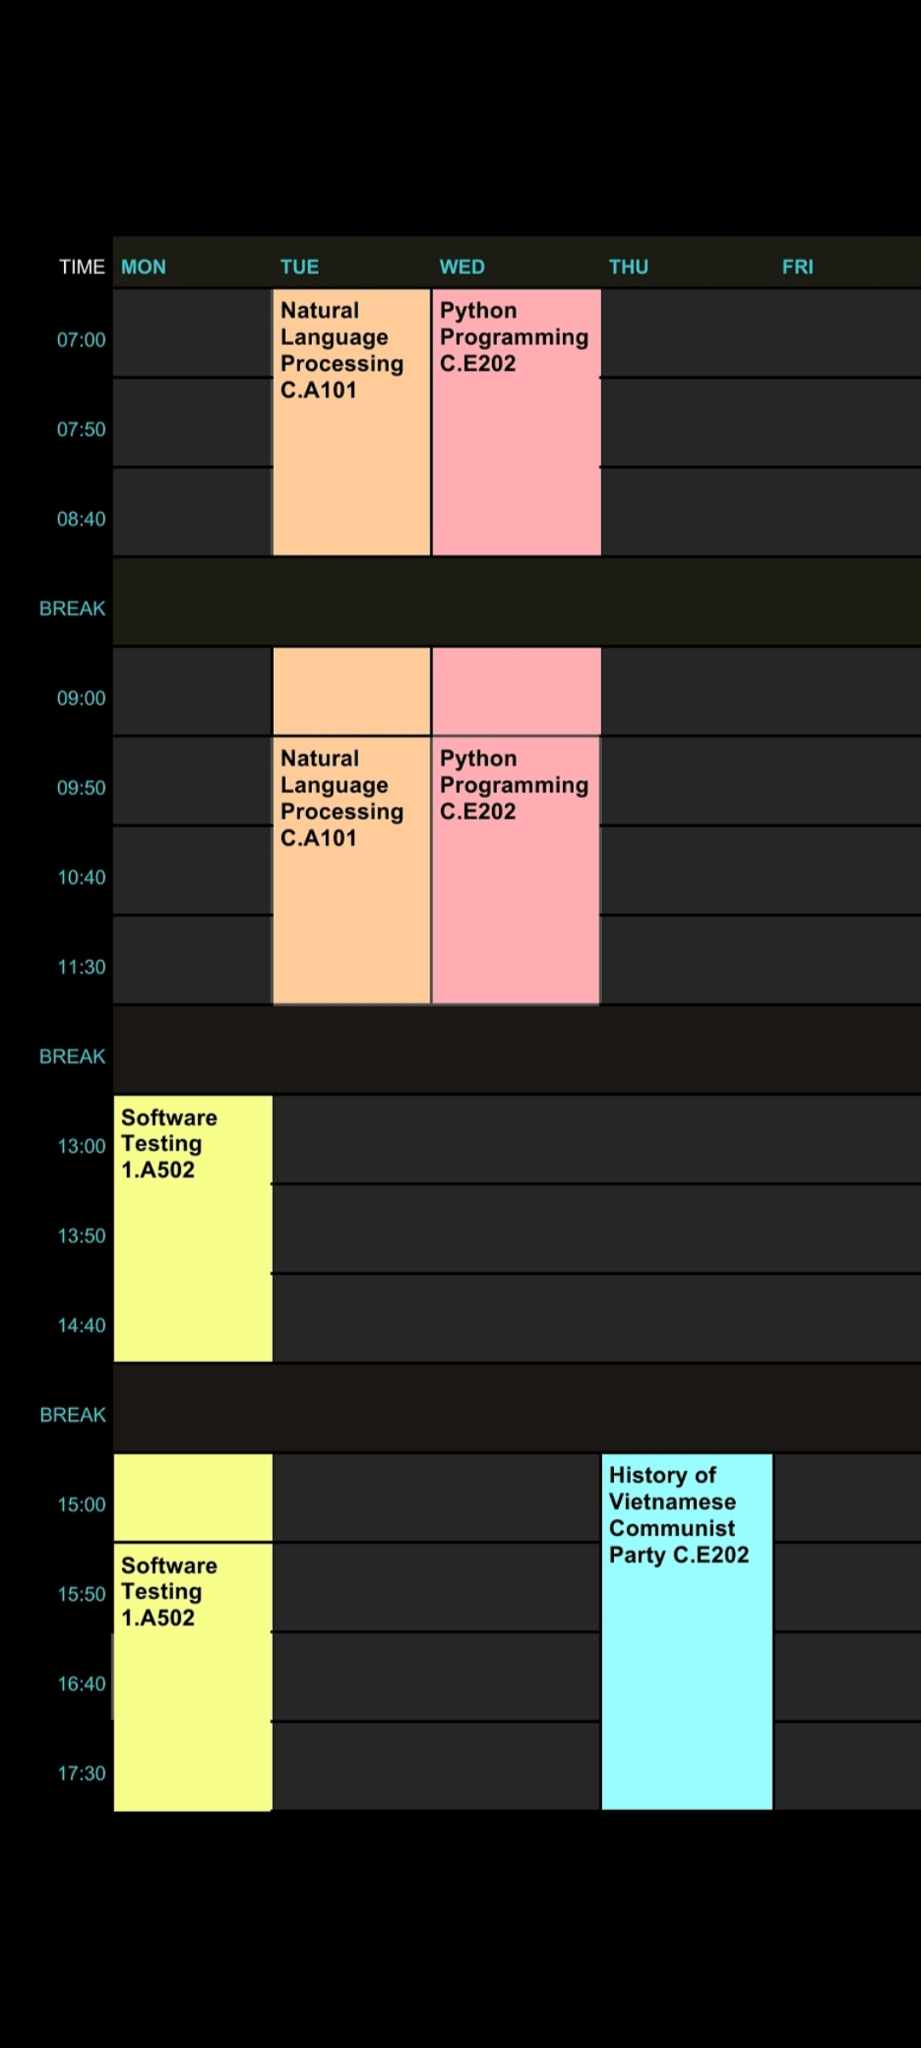 TIME MON TUE WED THU FRI
07:00
Natural
Language
Processing
C.A101
Python
Programming
C.E202
07:50
08:40
BREAK
09:00
09:50
Natural
Language
Processing
C.A101
Python
Programming
C.E202
10:40
11:30
BREAK
13:00
Software
Testing
1.A502
13:50
14:40
BREAK
15:00
History of
Vietnamese
Communist
Party C.E202
15:50
Software
Testing
1.A502
16:40
17:30